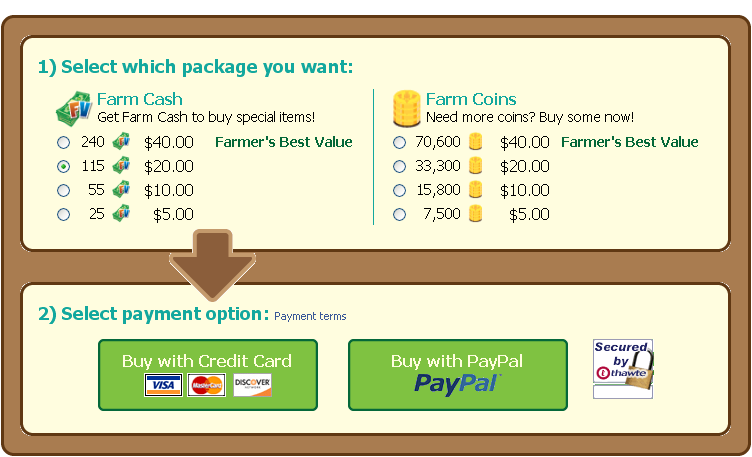 1) Select which package you want:
Farm Cash
Get Farm Cash to buy special items!
240 FV $40.00 Farmer's Best Value
115 FV $20.00
55 FV $10.00
25 FV $5.00
Farm Coins
Need more coins? Buy some now!
70,600 $40.00 Farmer's Best Value
33,300 $20.00
15,800 $10.00
7,500 $5.00
2) Select payment option: Payment terms
Buy with Credit Card
VISA MasterCard DISCOVER NETWORK
Buy with PayPal
PayPal
Secured
by
thawte